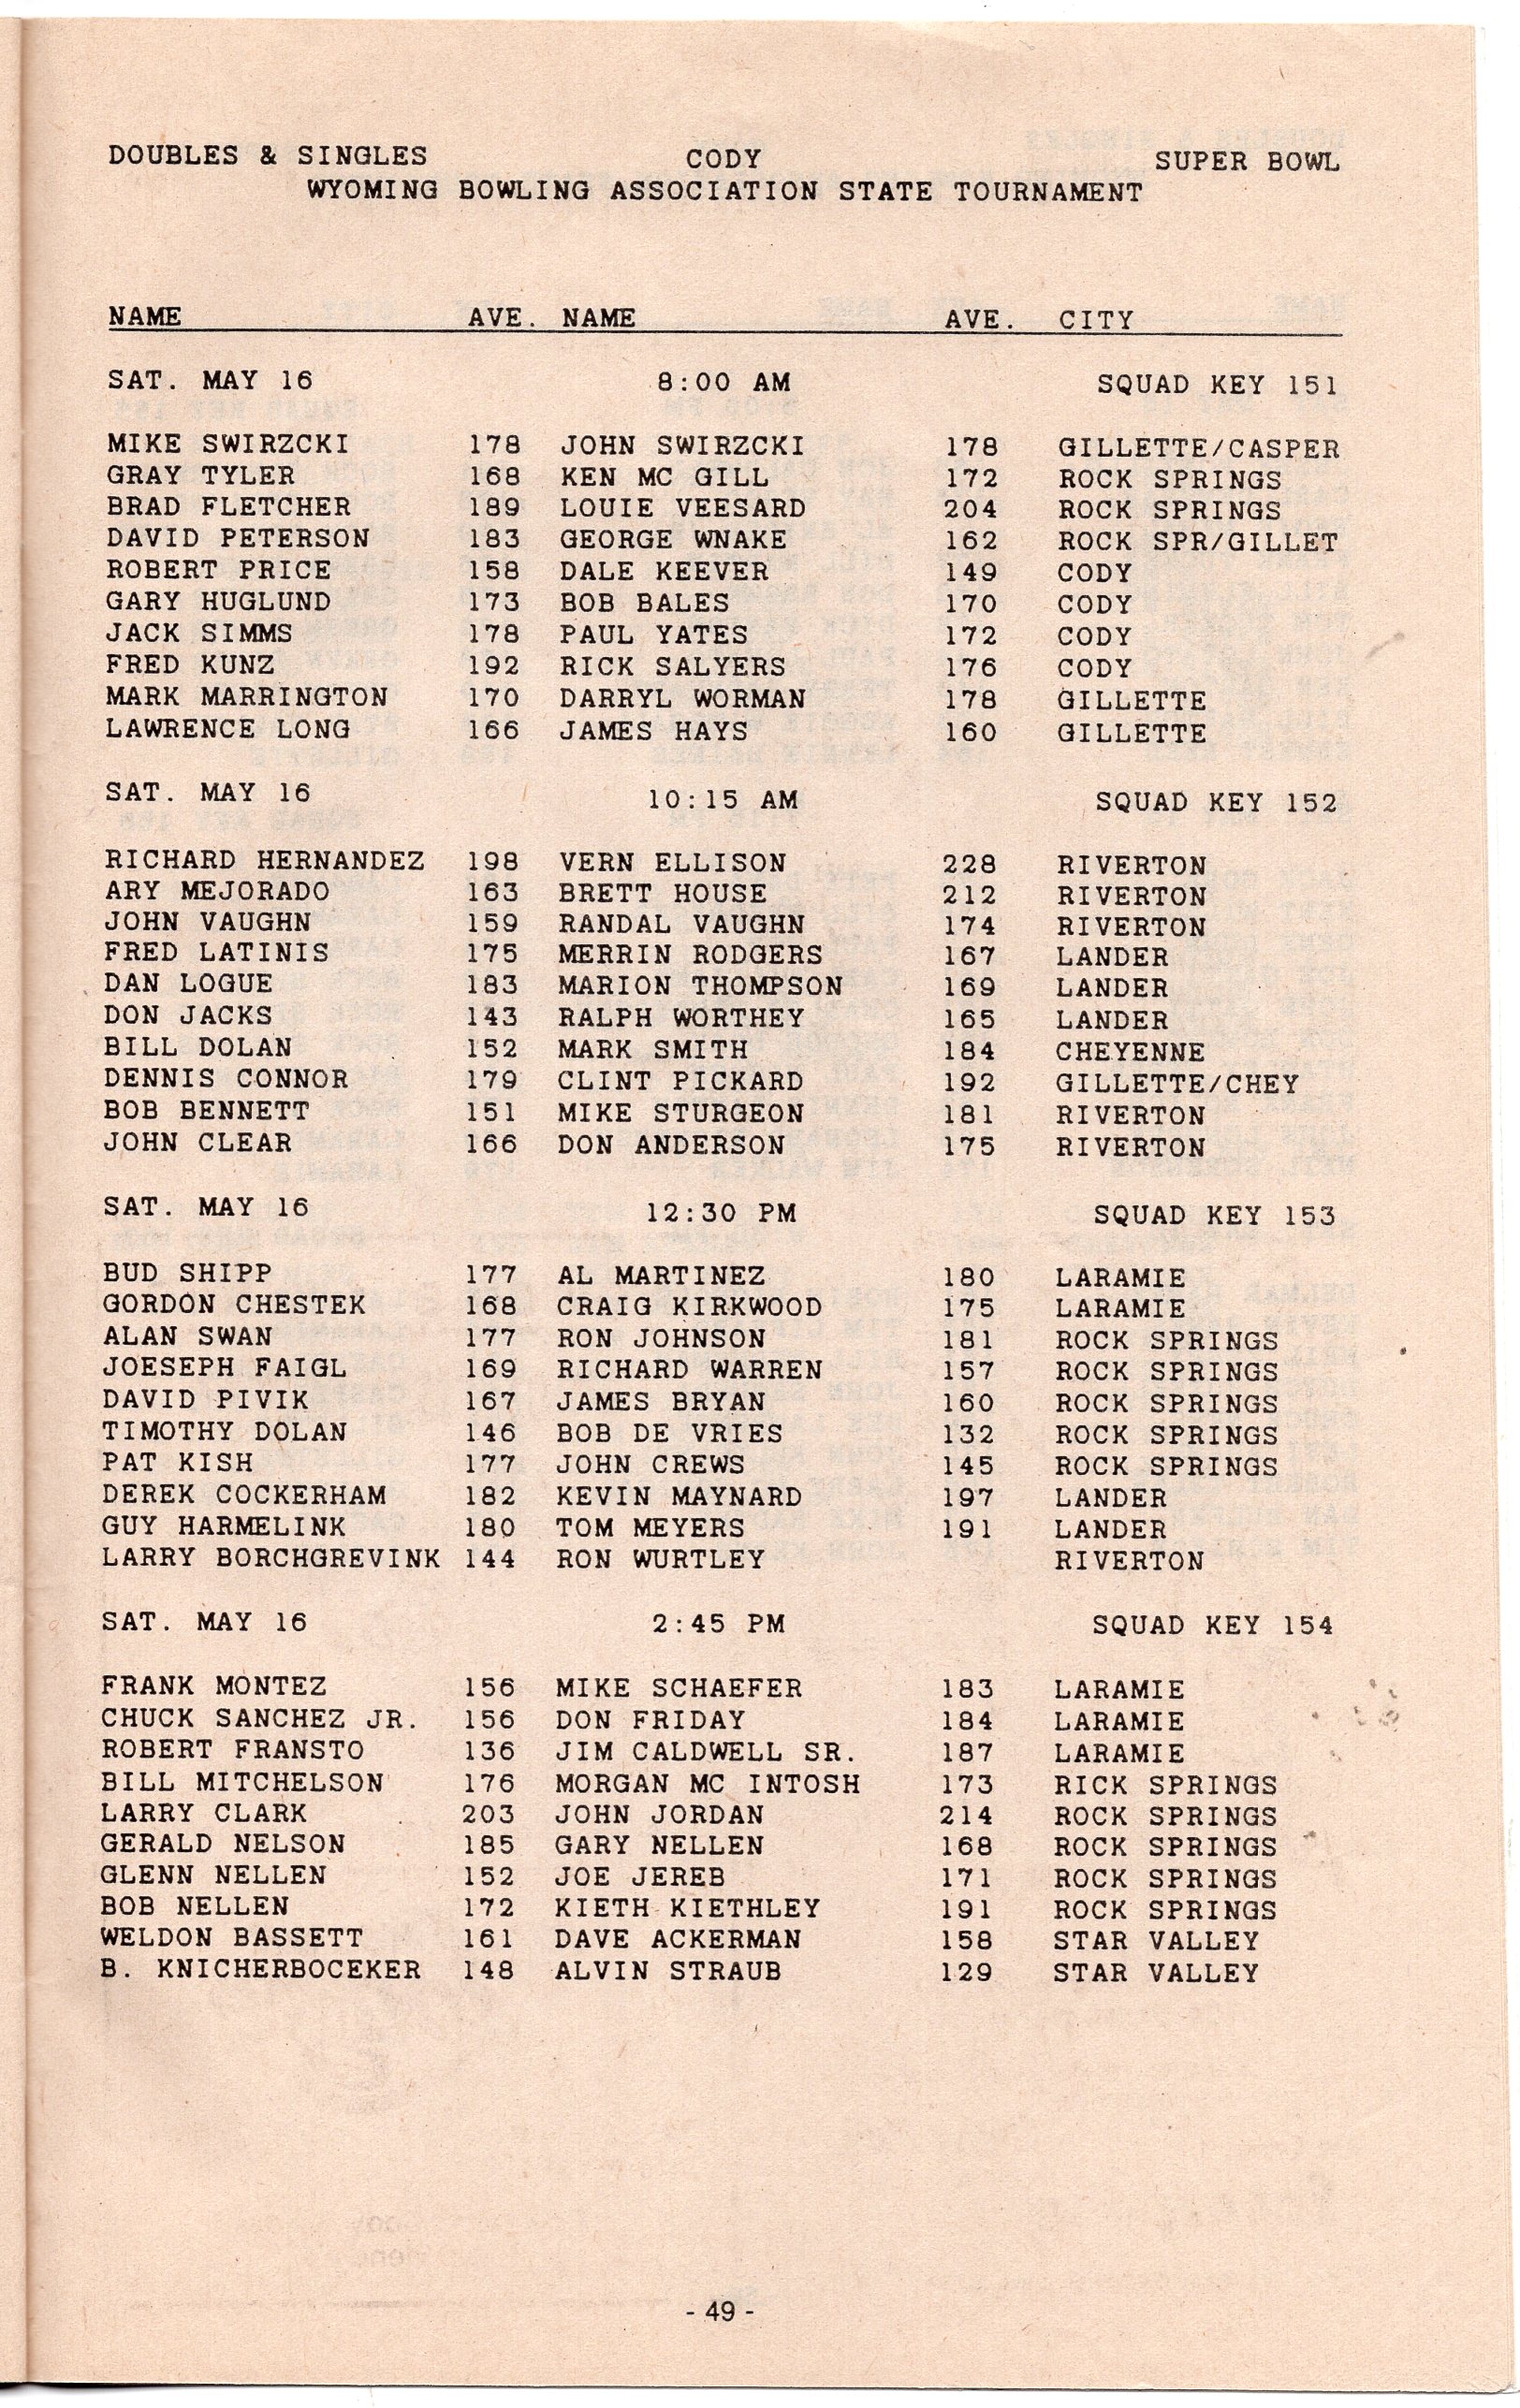 DOUBLES & SINGLES CODY SUPER BOWL
WYOMING BOWLING ASSOCIATION STATE TOURNAMENT
NAME AVE. NAME AVE. CITY
SAT. MAY 16 8:00 AM SQUAD KEY 151
MIKE SWIRZCKI 178 JOHN SWIRZCKI 178 GILLETTE/CASPER
GRAY TYLER 168 KEN MC GILL 172 ROCK SPRINGS
BRAD FLETCHER 189 LOUIE VEESARD 204 ROCK SPRINGS
DAVID PETERSON 183 GEORGE WNAKE 162 ROCK SPR/GILLET
ROBERT PRICE 158 DALE KEEVER 149 CODY
GARY HUGLUND 173 BOB BALES 170 CODY
JACK SIMMS 178 PAUL YATES 172 CODY
FRED KUNZ 192 RICK SALYERS 176 CODY
MARK MARRINGTON 170 DARRYL WORMAN 178 GILLETTE
LAWRENCE LONG 166 JAMES HAYS 160 GILLETTE
SAT. MAY 16 10:15 AM SQUAD KEY 152
RICHARD HERNANDEZ 198 VERN ELLISON 228 RIVERTON
ARY MEJORADO 163 BRETT HOUSE 212 RIVERTON
JOHN VAUGHN 159 RANDAL VAUGHN 174 RIVERTON
FRED LATINIS 175 MERRIN RODGERS 167 LANDER
DAN LOGUE 183 MARION THOMPSON 169 LANDER
DON JACKS 143 RALPH WORTHEY 165 LANDER
BILL DOLAN 152 MARK SMITH 184 CHEYENNE
DENNIS CONNOR 179 CLINT PICKARD 192 GILLETTE/CHEY
BOB BENNETT 151 MIKE STURGEON 181 RIVERTON
JOHN CLEAR 166 DON ANDERSON 175 RIVERTON
SAT. MAY 16 12:30 PM SQUAD KEY 153
BUD SHIPP 177 AL MARTINEZ 180 LARAMIE
GORDON CHESTEK 168 CRAIG KIRKWOOD 175 LARAMIE
ALAN SWAN 177 RON JOHNSON 181 ROCK SPRINGS
JOESEPH FAIGL 169 RICHARD WARREN 157 ROCK SPRINGS
DAVID PIVIK 167 JAMES BRYAN 160 ROCK SPRINGS
TIMOTHY DOLAN 146 BOB DE VRIES 132 ROCK SPRINGS
PAT KISH 177 JOHN CREWS 145 ROCK SPRINGS
DEREK COCKERHAM 182 KEVIN MAYNARD 197 LANDER
GUY HARMELINK 180 TOM MEYERS 191 LANDER
LARRY BORCHGREVINK 144 RON WURTLEY RIVERTON
SAT. MAY 16 2:45 PM SQUAD KEY 154
FRANK MONTEZ 156 MIKE SCHAEFER 183 LARAMIE
CHUCK SANCHEZ JR. 156 DON FRIDAY 184 LARAMIE
ROBERT FRANSTO 136 JIM CALDWELL SR. 187 LARAMIE
BILL MITCHELSON 176 MORGAN MC INTOSH 173 RICK SPRINGS
LARRY CLARK 203 JOHN JORDAN 214 ROCK SPRINGS
GERALD NELSON 185 GARY NELLEN 168 ROCK SPRINGS
GLENN NELLEN 152 JOE JEREB 171 ROCK SPRINGS
BOB NELLEN 172 KIETH KIETHLEY 191 ROCK SPRINGS
WELDON BASSETT 161 DAVE ACKERMAN 158 STAR VALLEY
B. KNICHERBOCEKER 148 ALVIN STRAUB 129 STAR VALLEY
- 49 -